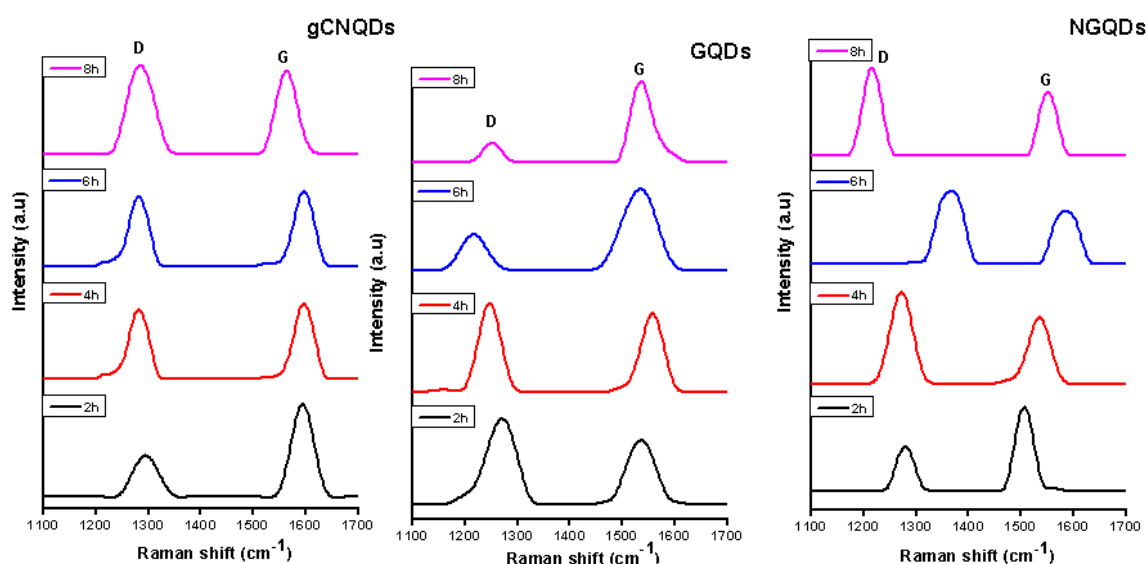 gCNQDs
8h
D
G
6h
4h
2h
Intensity (a.u)
1100 1200 1300 1400 1500 1600 1700
Raman shift (cm⁻¹)
GQDs
8h
D
G
6h
4h
2h
Intensity (a.u)
1100 1200 1300 1400 1500 1600 1700
Raman shift (cm⁻¹)
NGQDs
8h
D
G
6h
4h
2h
1100 1200 1300 1400 1500 1600 1700
Raman shift (cm⁻¹)